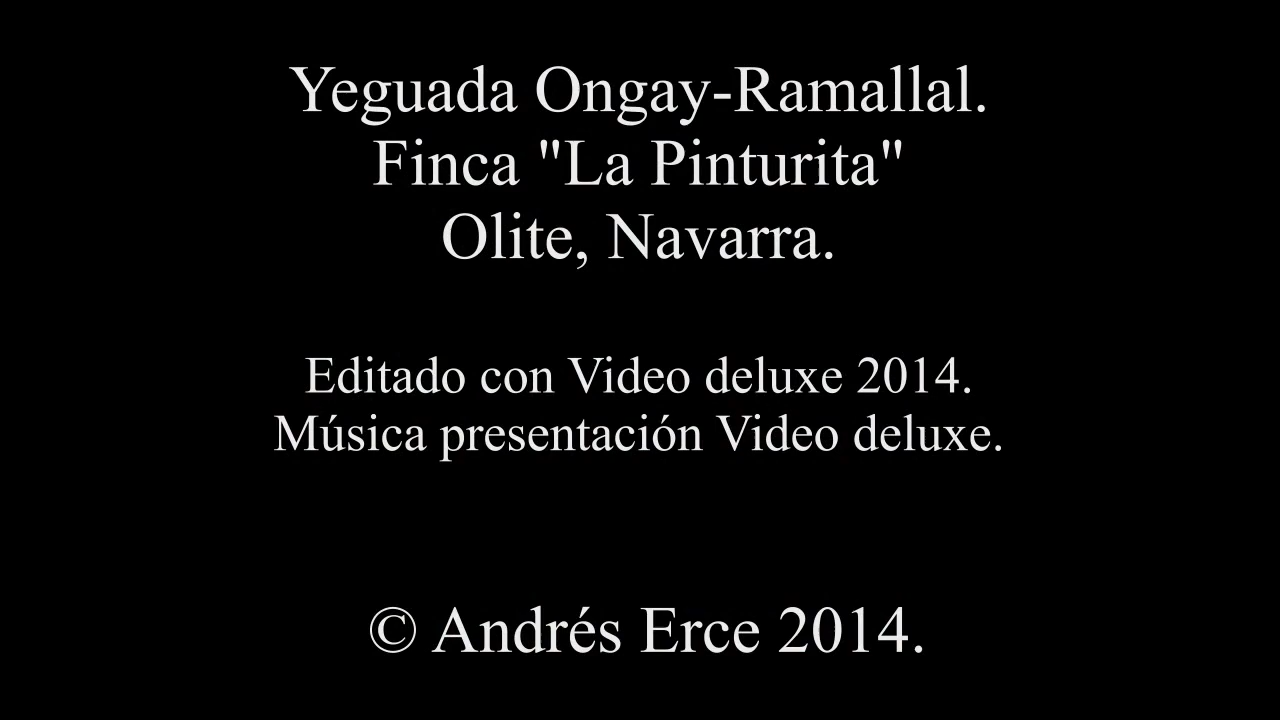 Yeguada Ongay-Ramallal.
Finca "La Pinturita"
Olite, Navarra.
Editado con Video deluxe 2014.
Música presentación Video deluxe.
© Andrés Erce 2014.